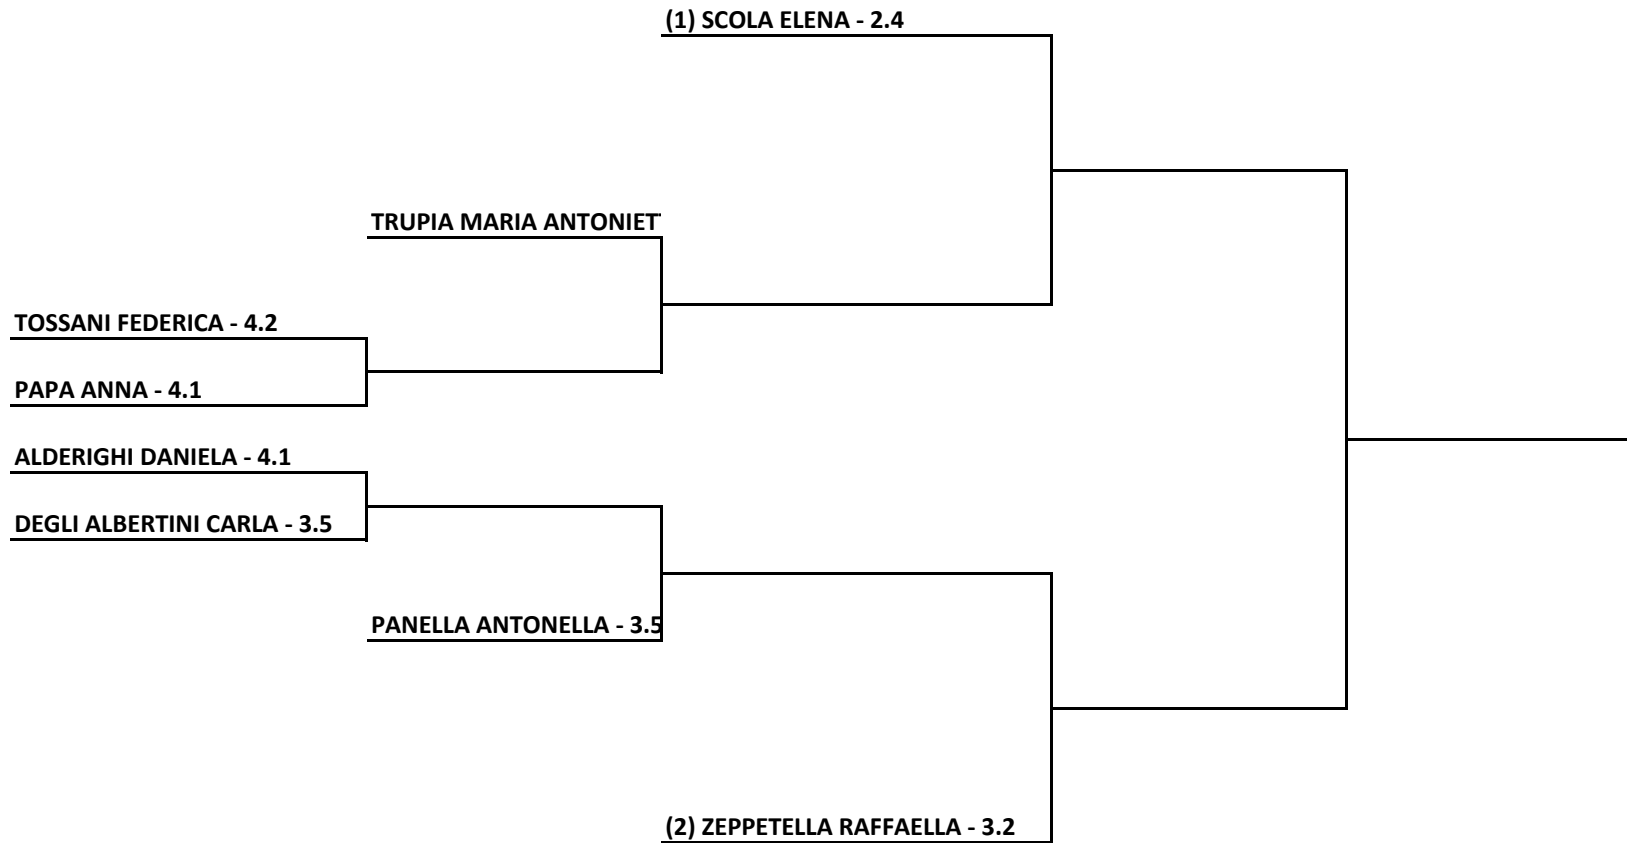 (1) SCOLA ELENA - 2.4
TRUPIA MARIA ANTONIET
TOSSANI FEDERICA - 4.2
PAPA ANNA - 4.1
ALDERIGHI DANIELA - 4.1
DEGLI ALBERTINI CARLA - 3.5
PANELLA ANTONELLA - 3.5
(2) ZEPPETELLA RAFFAELLA - 3.2